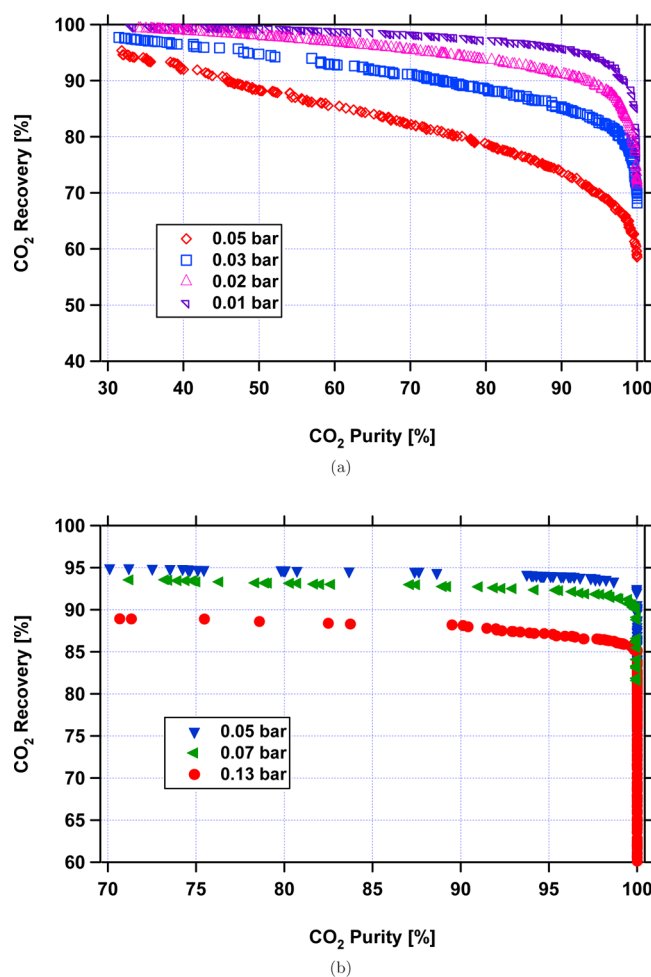 (a)
100
90
80
70
60
50
40
CO₂ Recovery [%]
0.05 bar
0.03 bar
0.02 bar
0.01 bar
30 40 50 60 70 80 90 100
CO₂ Purity [%]
(a)
100
95
90
85
80
75
70
65
60
CO₂ Recovery [%]
0.05 bar
0.07 bar
0.13 bar
70 75 80 85 90 95 100
CO₂ Purity [%]
(b)